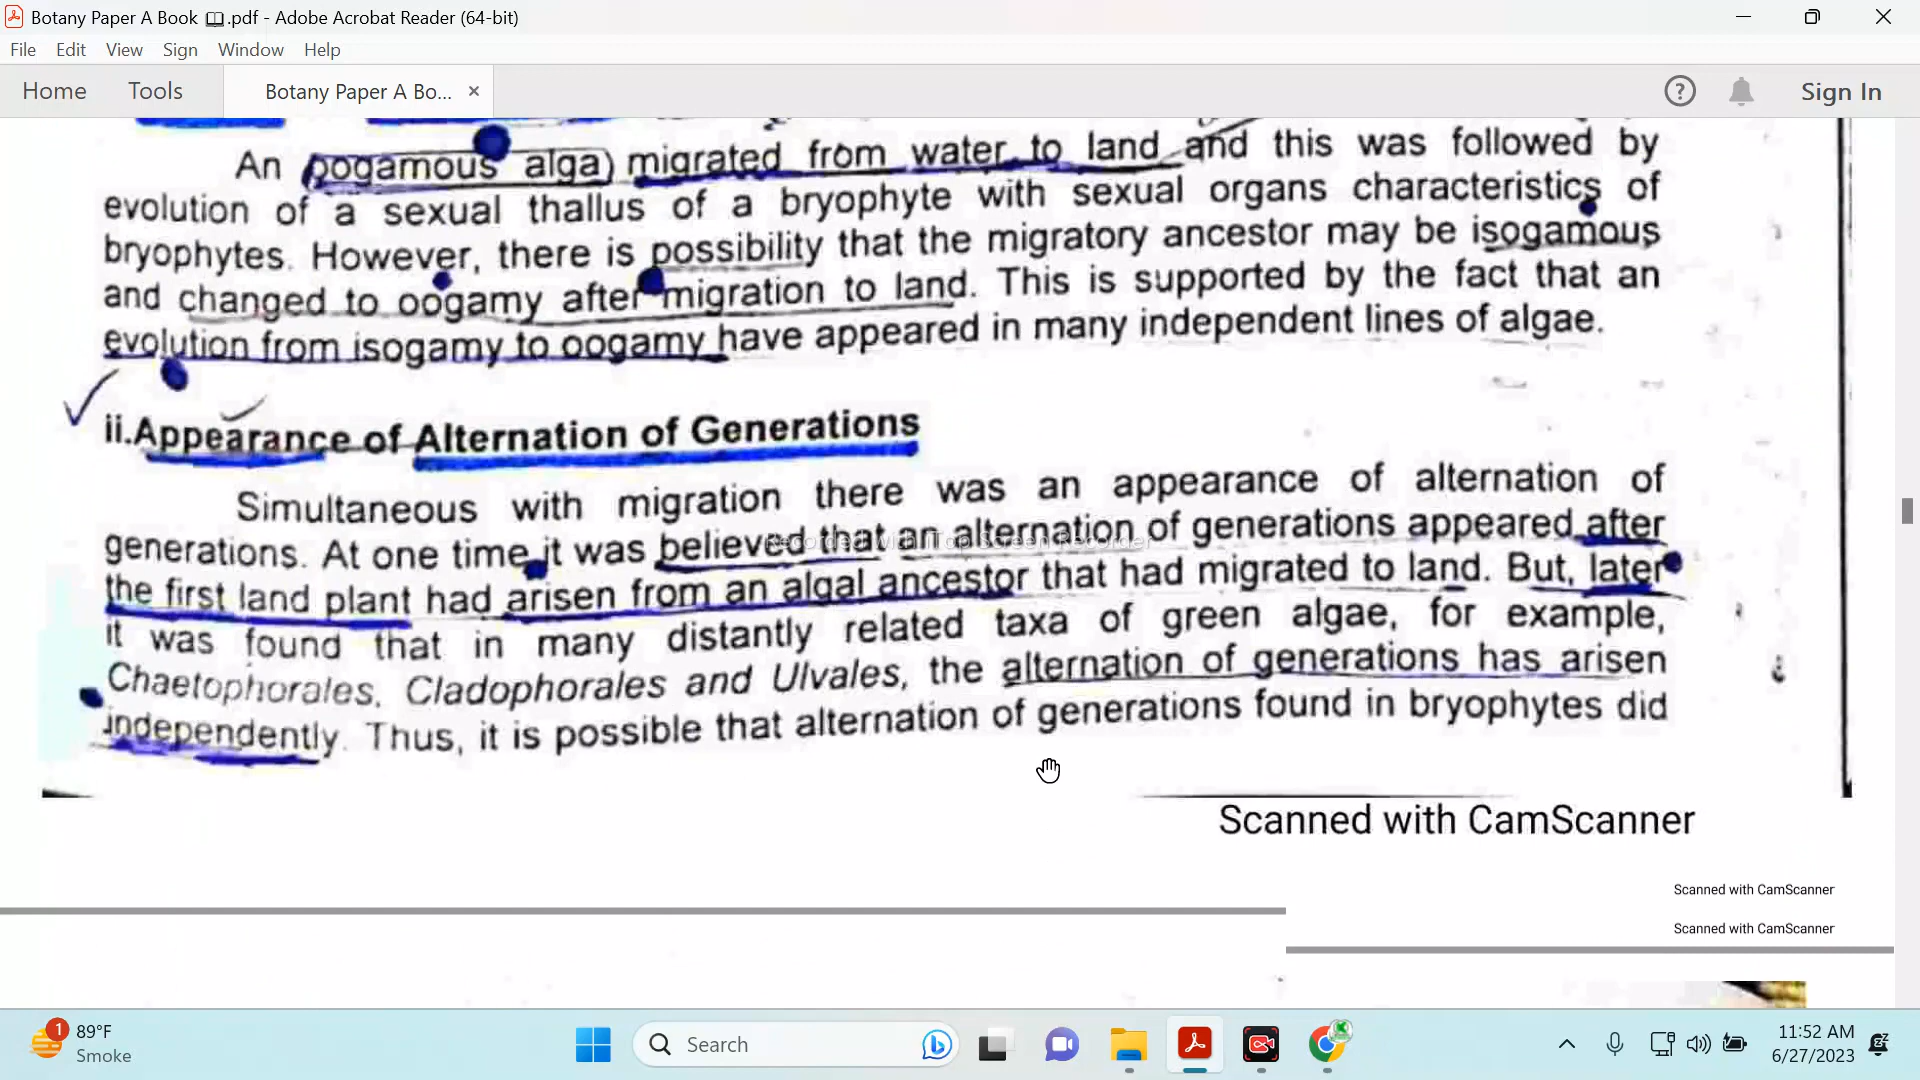 Botany Paper A Book 📖.pdf - Adobe Acrobat Reader (64-bit)
File Edit View Sign Window Help
Home Tools Botany Paper A Bo... × Sign In
An oogamous alga) migrated from water to land and this was followed by
evolution of a sexual thallus of a bryophyte with sexual organs characteristics of
bryophytes. However, there is possibility that the migratory ancestor may be isogamous
and changed to oogamy after migration to land. This is supported by the fact that an
evolution from isogamy to oogamy have appeared in many independent lines of algae.
ii.Appearance of Alternation of Generations
Simultaneous with migration there was an appearance of alternation of
generations. At one time it was believed that an alternation of generations appeared after
the first land plant had arisen from an algal ancestor that had migrated to land. But, later
it was found that in many distantly related taxa of green algae, for example,
Chaetophorales, Cladophorales and Ulvales, the alternation of generations has arisen
independently. Thus, it is possible that alternation of generations found in bryophytes did
Recorded with iTop Screen Recorder
Scanned with CamScanner
Scanned with CamScanner
Scanned with CamScanner
1 89°F
Smoke
Search
11:52 AM
6/27/2023